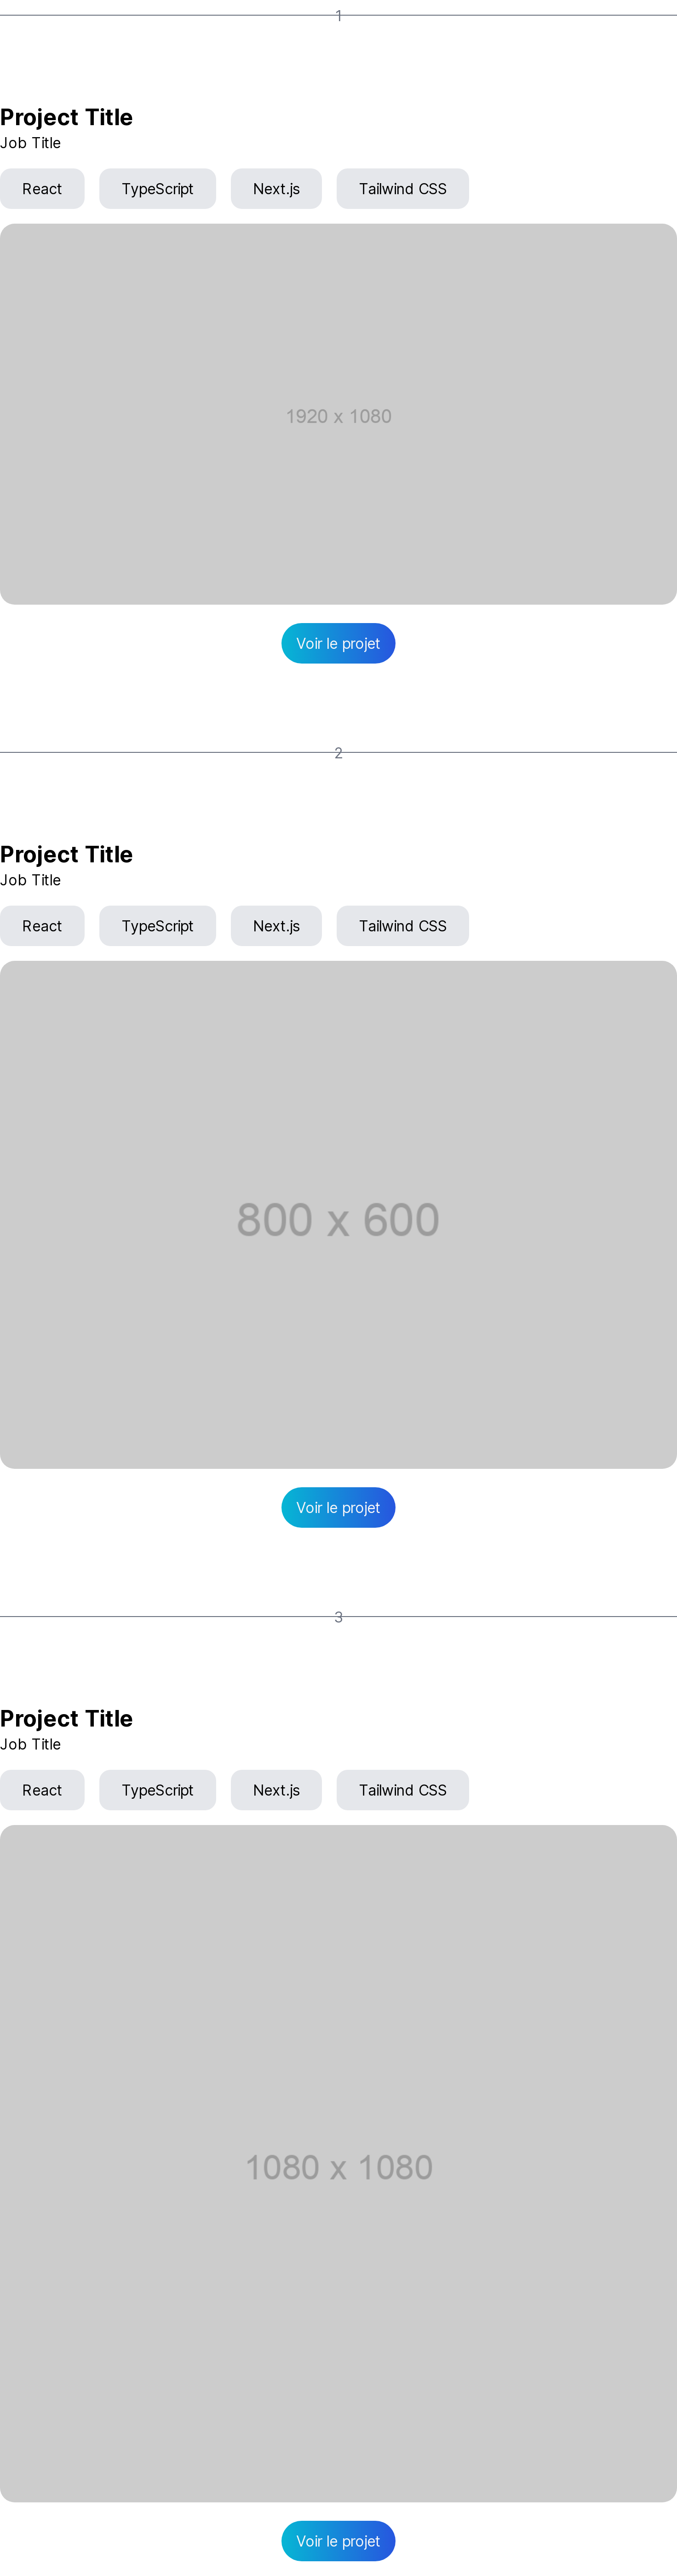 1
Project Title
Job Title
React TypeScript Next.js Tailwind CSS
1920 x 1080
Voir le projet
2
Project Title
Job Title
React TypeScript Next.js Tailwind CSS
800 x 600
Voir le projet
3
Project Title
Job Title
React TypeScript Next.js Tailwind CSS
1080 x 1080
Voir le projet